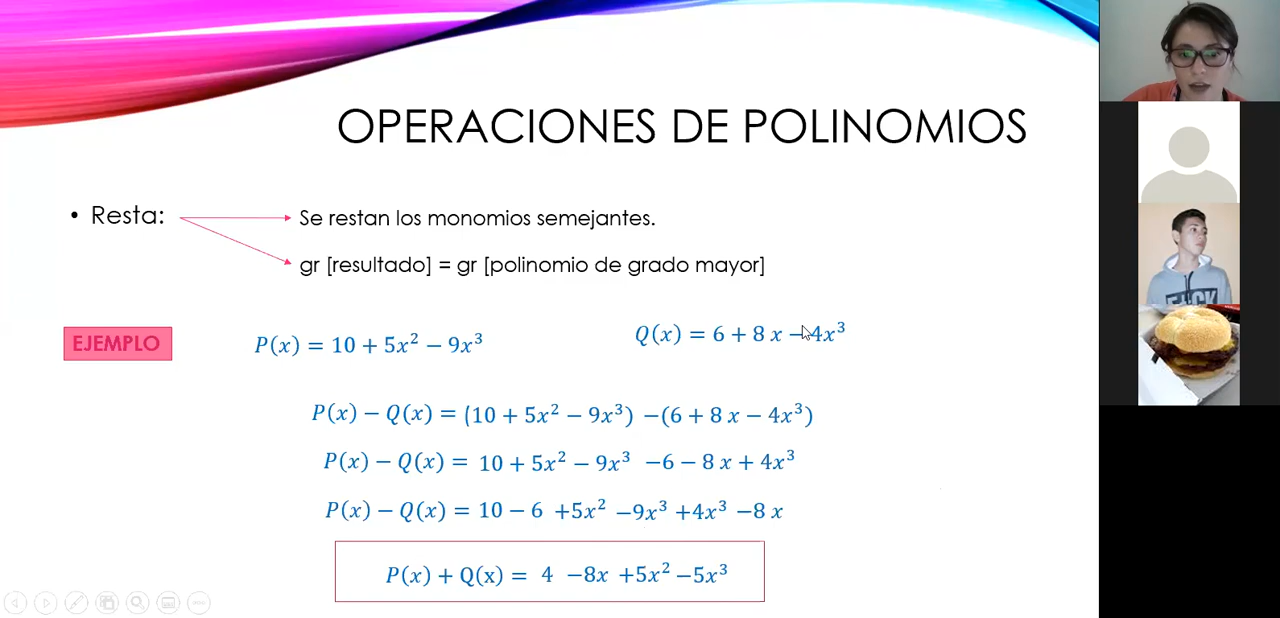 OPERACIONES DE POLINOMIOS
• Resta:
Se restan los monomios semejantes.
gr [resultado] = gr [polinomio de grado mayor]
EJEMPLO
P(x) = 10 + 5x² − 9x³
Q(x) = 6 + 8 x − 4x³
P(x) − Q(x) = (10 + 5x² − 9x³) −(6 + 8 x − 4x³)
P(x) − Q(x) = 10 + 5x² − 9x³ −6 − 8 x + 4x³
P(x) − Q(x) = 10 − 6 +5x² −9x³ +4x³ −8 x
P(x) + Q(x) = 4 −8x +5x² −5x³